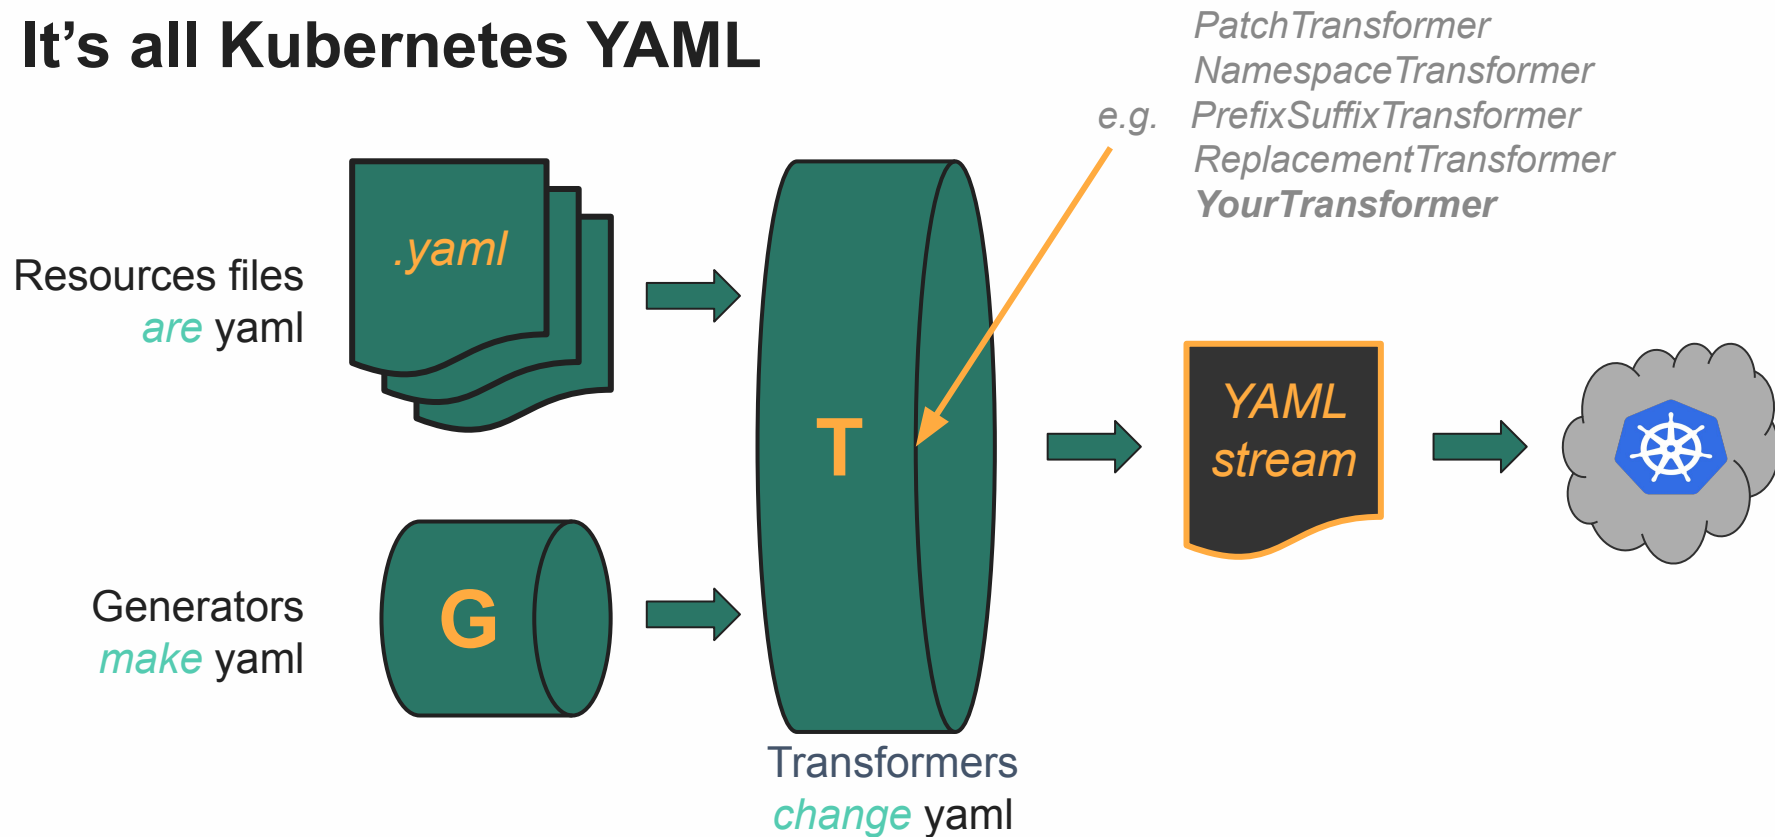 It’s all Kubernetes YAML
PatchTransformer
NamespaceTransformer
e.g. PrefixSuffixTransformer
ReplacementTransformer
YourTransformer
Resources files
are yaml
.yaml
T
YAML
stream
Generators
make yaml
G
Transformers
change yaml